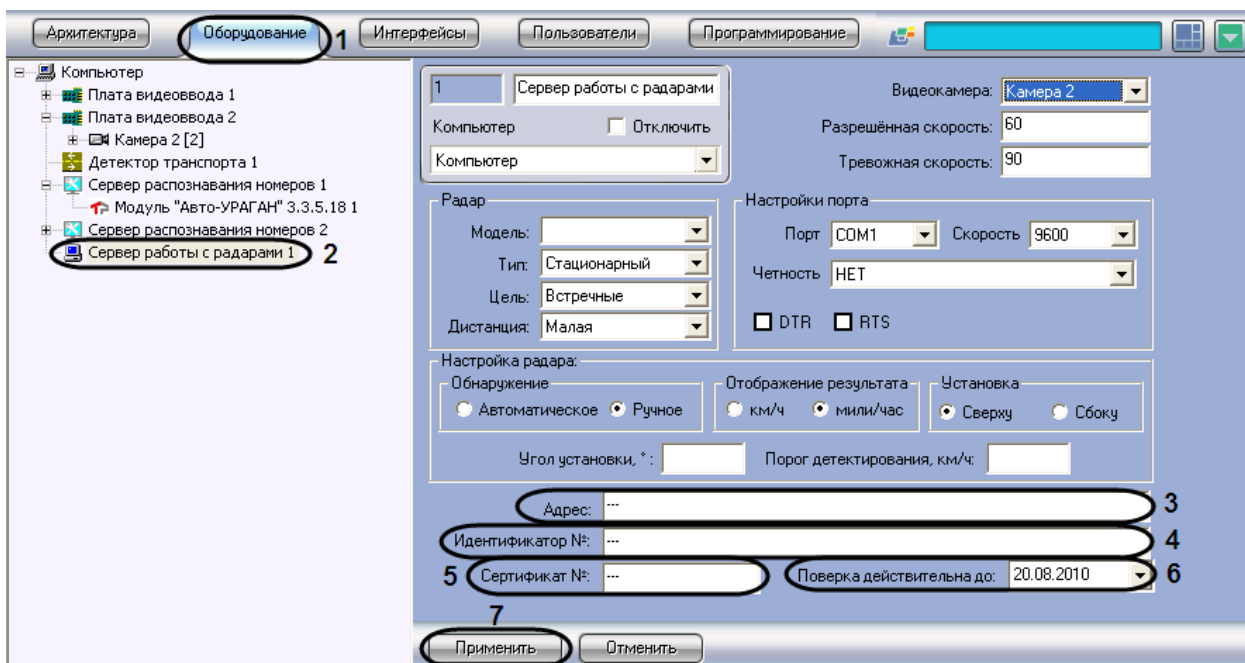 Архитектура Оборудование 1 Интерфейсы Пользователи Программирование
Компьютер
Плата видеоввода 1
Плата видеоввода 2
Камера 2 [2]
Детектор транспорта 1
Сервер распознавания номеров 1
Модуль "Авто-УРАГАН" 3.3.5.18 1
Сервер распознавания номеров 2
Сервер работы с радарами 1 2
1 Сервер работы с радарами
Компьютер Отключить
Компьютер
Видеокамера: Камера 2
Разрешённая скорость: 60
Тревожная скорость: 90
Радар
Модель:
Тип: Стационарный
Цель: Встречные
Дистанция: Малая
Настройки порта
Порт COM1 Скорость 9600
Четность НЕТ
DTR RTS
Настройка радара:
Обнаружение Отображение результата Установка
Автоматическое Ручное км/ч мили/час Сверху Сбоку
Угол установки, ° : Порог детектирования, км/ч:
Адрес: --- 3
Идентификатор №: --- 4
5 Сертификат №: --- Поверка действительна до: 20.08.2010 6
7
Применить Отменить